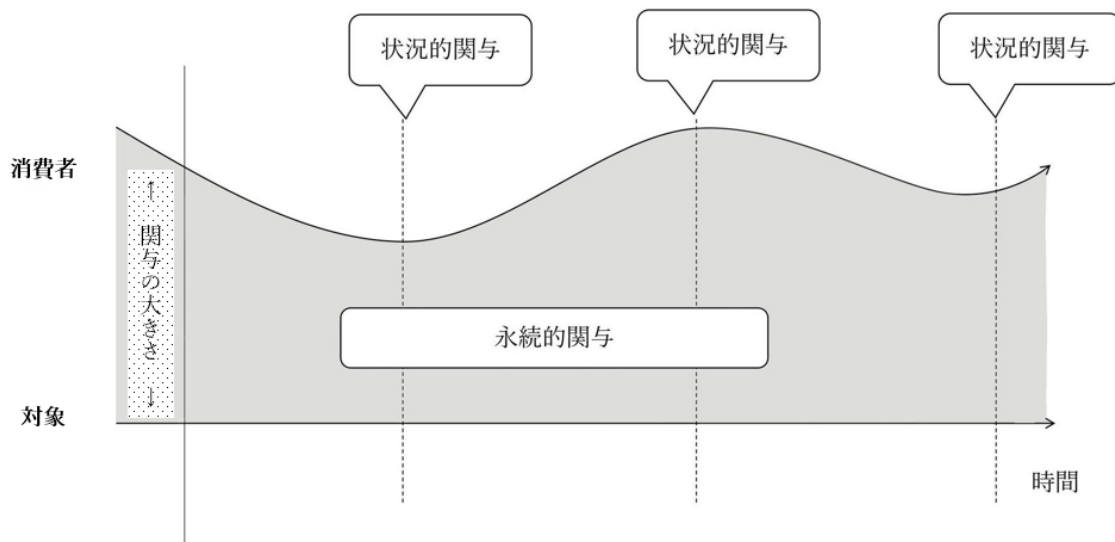 状況的関与
状況的関与
状況的関与
消費者
↑ 関与の大きさ ↓
永続的関与
対象
時間